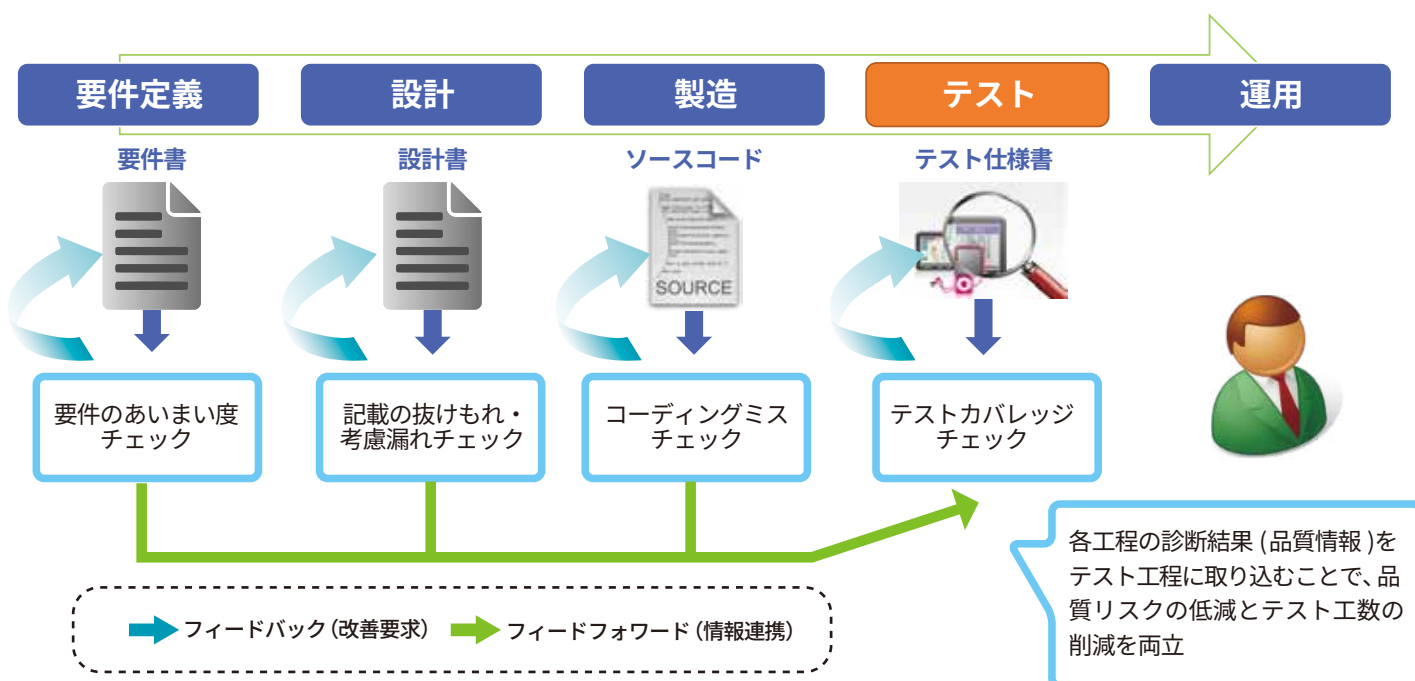 要件定義
設計
製造
テスト
運用
要件書
設計書
ソースコード
テスト仕様書
SOURCE
要件のあいまい度
チェック
記載の抜けもれ・
考慮漏れチェック
コーディングミス
チェック
テストカバレッジ
チェック
各工程の診断結果 (品質情報 )を
テスト工程に取り込むことで、品
質リスクの低減とテスト工数の
削減を両立
フィードバック(改善要求)
フィードフォワード(情報連携)